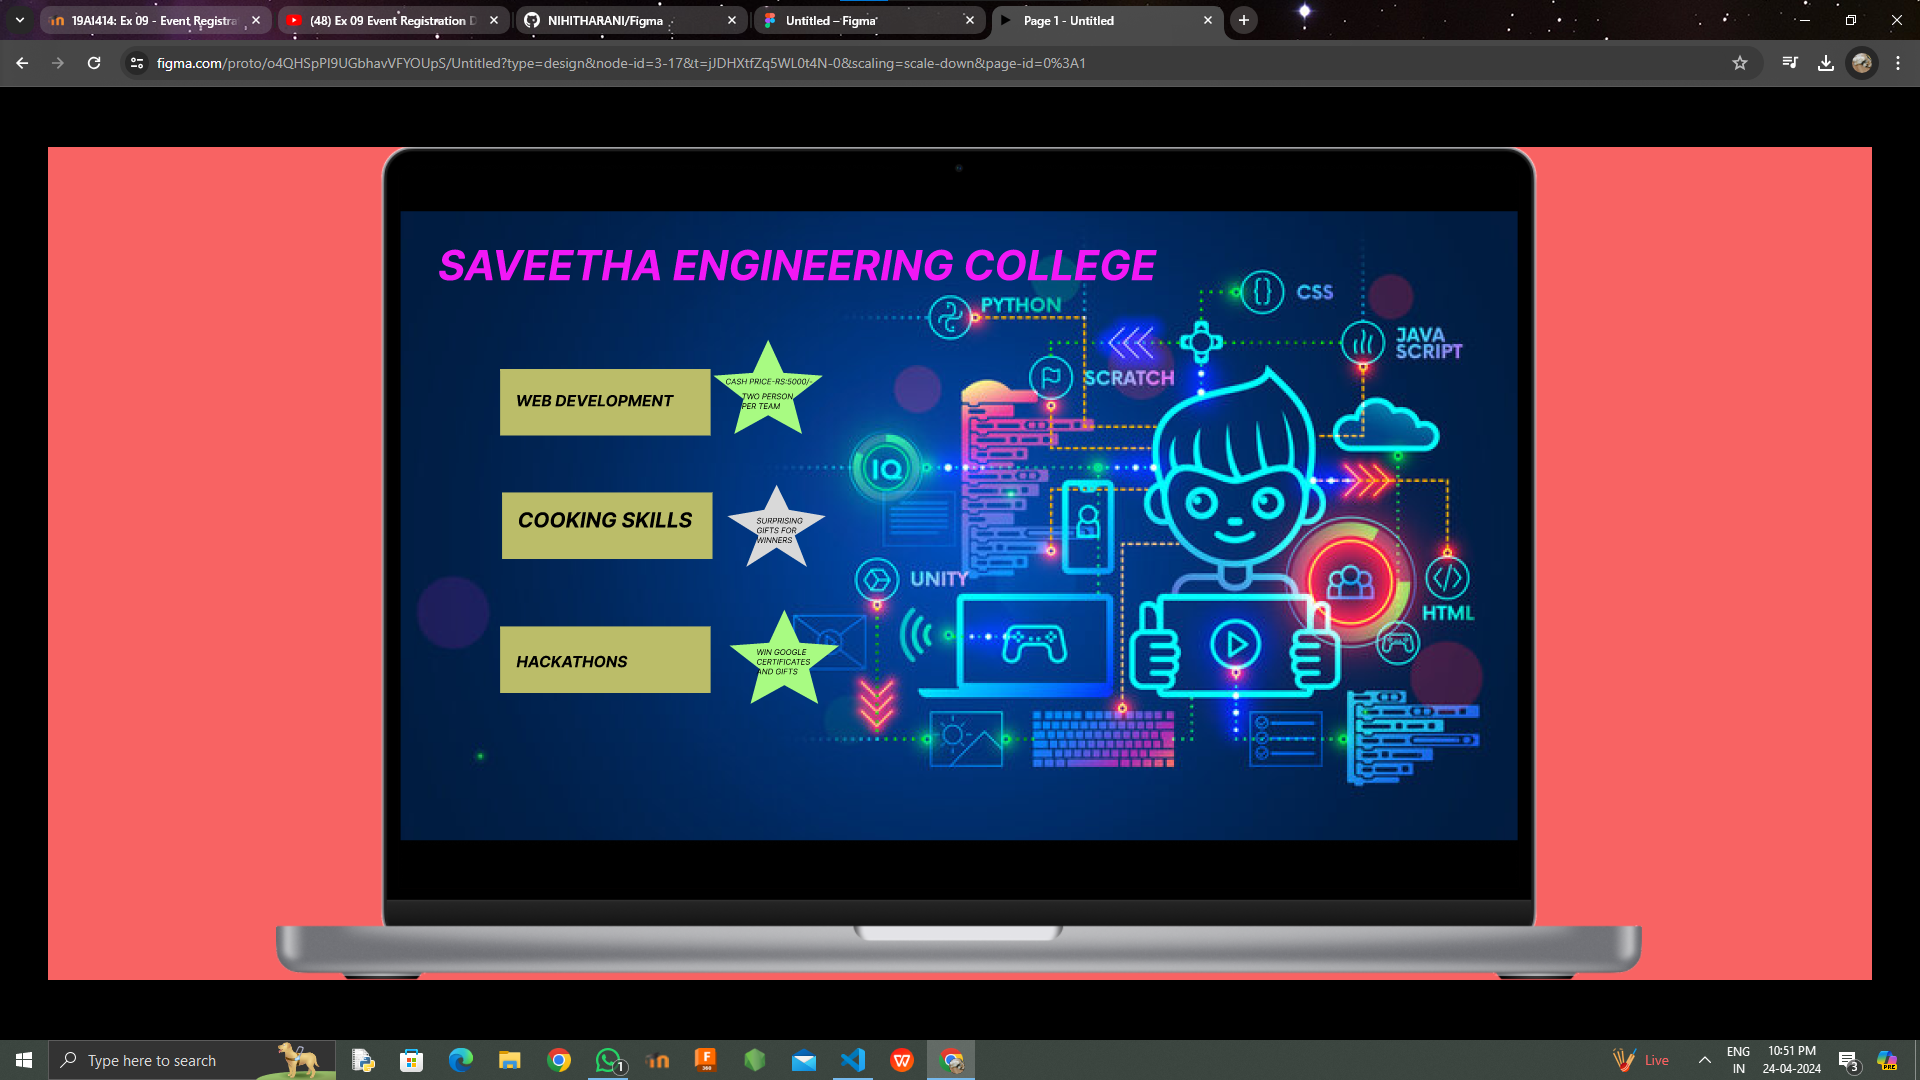 19AI414: Ex 09 - Event Registra
(48) Ex 09 Event Registration D
NIHITHARANI/Figma
Untitled – Figma
Page 1 - Untitled
figma.com/proto/o4QHSpPI9UGbhavVFYOUpS/Untitled?type=design&node-id=3-17&t=jJDHXtfZq5WL0t4N-0&scaling=scale-down&page-id=0%3A1
SAVEETHA ENGINEERING COLLEGE
PYTHON
CSS
JAVA
SCRIPT
SCRATCH
WEB DEVELOPMENT
CASH PRICE-RS:5000/-
TWO PERSON
PER TEAM
IQ
COOKING SKILLS
SURPRISING
GIFTS FOR
WINNERS
UNITY
HTML
HACKATHONS
WIN GOOGLE
CERTIFICATES
AND GIFTS
Type here to search
F
360
1
W
Live
ENG
IN
10:51 PM
24-04-2024
3
PRE